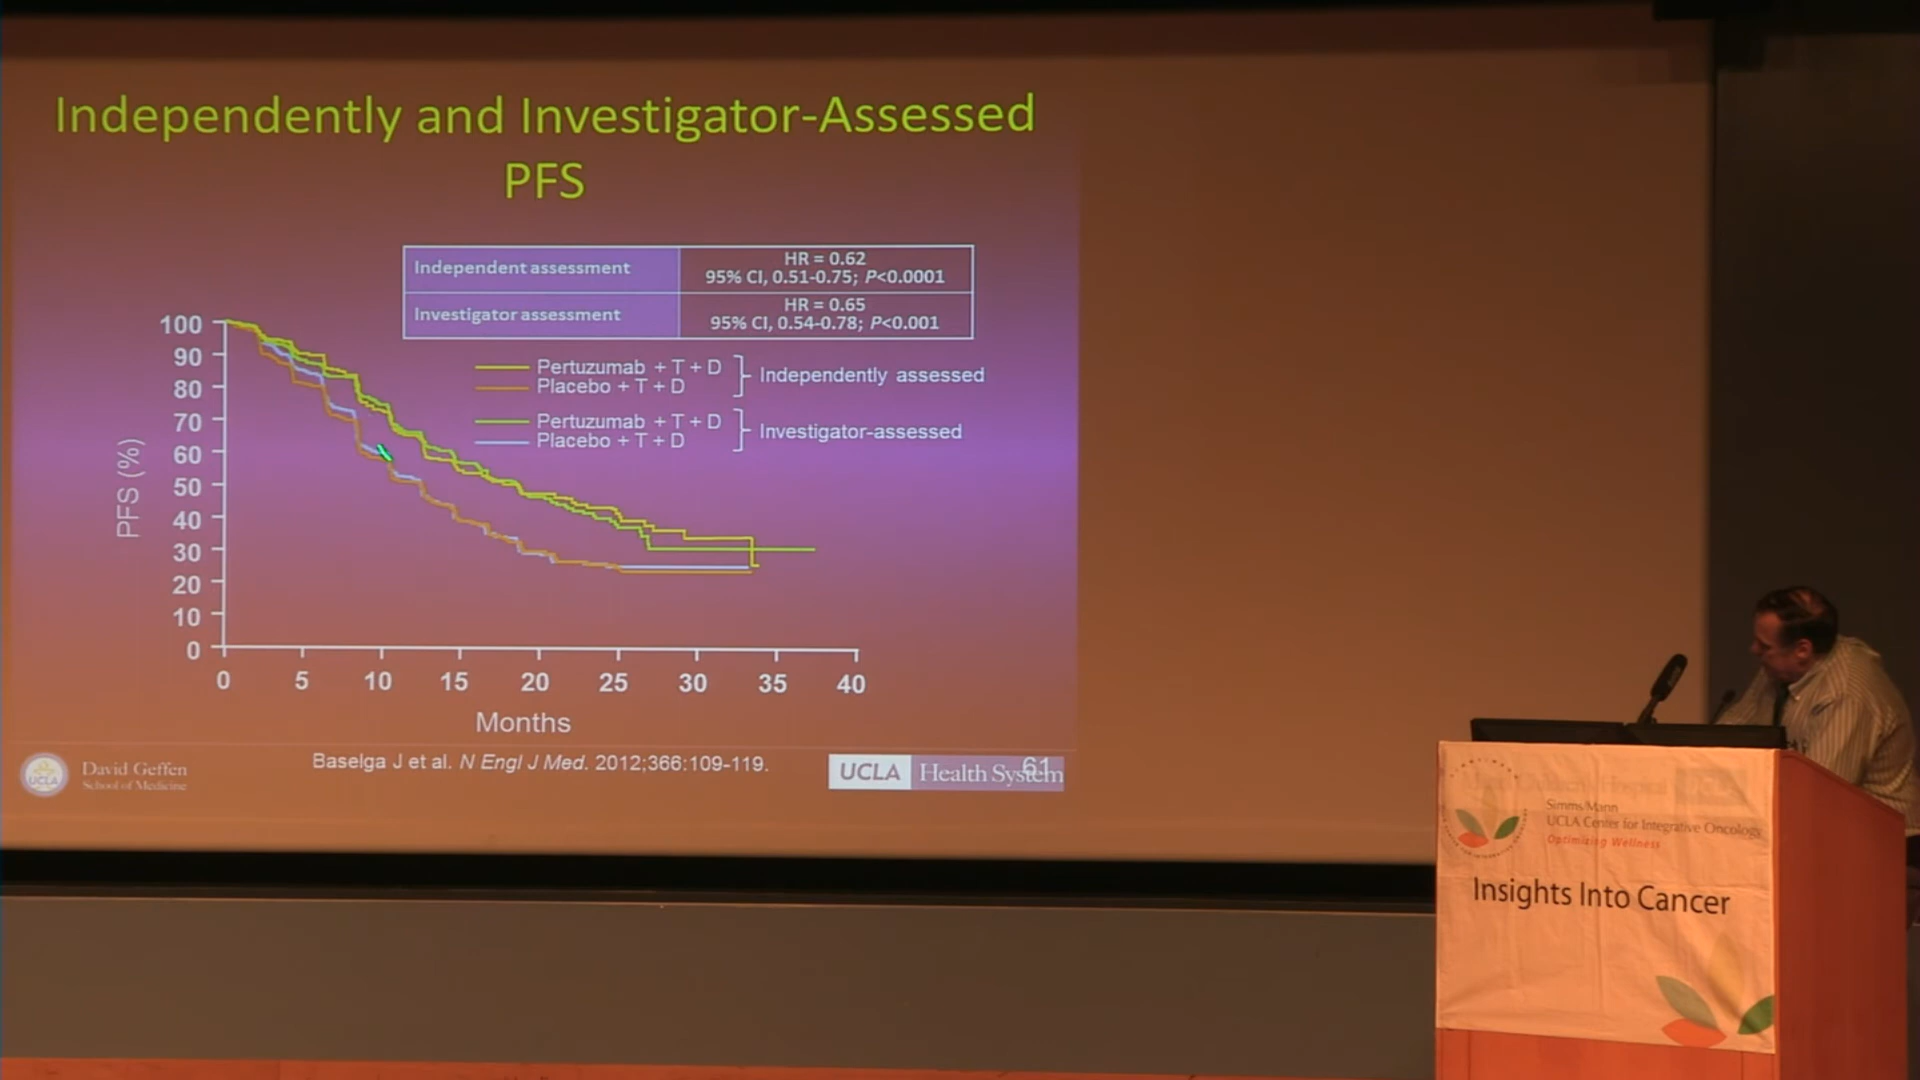 Independently and Investigator-Assessed
PFS
Independent assessment
HR = 0.62
95% CI, 0.51-0.75; P<0.0001
Investigator assessment
HR = 0.65
95% CI, 0.54-0.78; P<0.001
Pertuzumab + T + D
Placebo + T + D
Independently assessed
Pertuzumab + T + D
Placebo + T + D
Investigator-assessed
PFS (%)
100
90
80
70
60
50
40
30
20
10
0
0 5 10 15 20 25 30 35 40
Months
UCLA
David Geffen
School of Medicine
Baselga J et al. N Engl J Med. 2012;366:109-119.
UCLA Health System
61
Simms/Mann
UCLA Center for Integrative Oncology
Optimizing Wellness
Insights Into Cancer